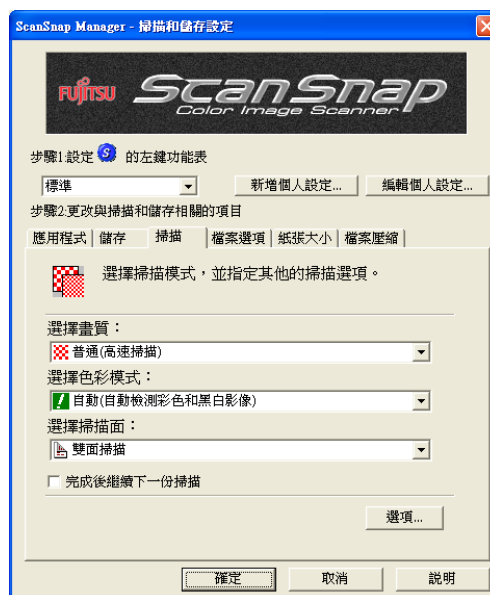 ScanSnap Manager - 掃描和儲存設定
FUJITSU ScanSnap
Color Image Scanner
步驟1:設定 S 的左鍵功能表
標準 新增個人設定... 編輯個人設定...
步驟2:更改與掃描和儲存相關的項目
應用程式 儲存 掃描 檔案選項 紙張大小 檔案壓縮
選擇掃描模式，並指定其他的掃描選項。
選擇畫質：
普通(高速掃描)
選擇色彩模式：
自動(自動檢測彩色和黑白影像)
選擇掃描面：
雙面掃描
完成後繼續下一份掃描
選項...
確定 取消 說明